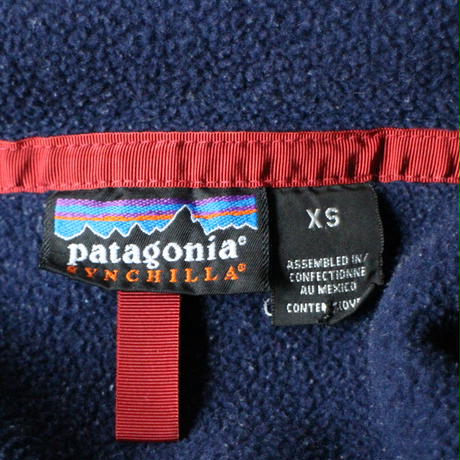 patagonia®
SYNCHILLA®
XS
ASSEMBLED IN/
CONFECTIONNE
AU MEXICO